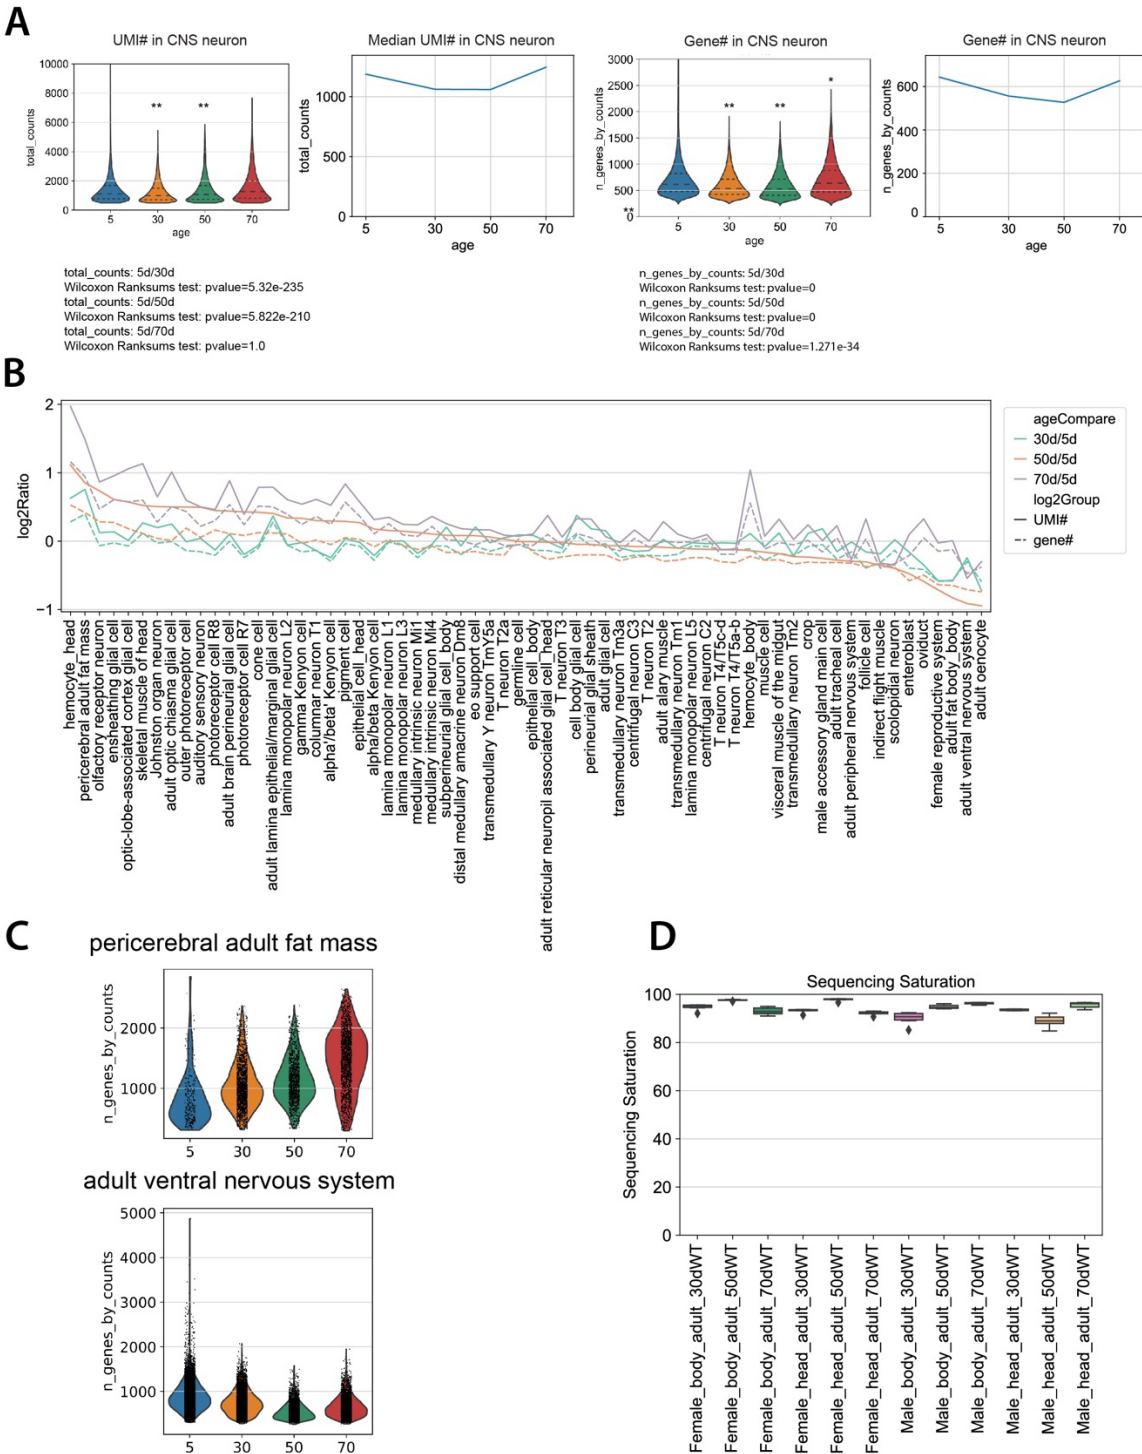 A
UMI# in CNS neuron
Median UMI# in CNS neuron
Gene# in CNS neuron
Gene# in CNS neuron
10000
8000
6000
4000
2000
0
total_counts
** **
5 30 50 70
age
1000
500
0
total_counts
5 30 50 70
age
3000
2500
2000
1500
1000
500
0
n_genes_by_counts
** ** *
**
5 30 50 70
age
600
400
200
0
n_genes_by_counts
5 30 50 70
age
total_counts: 5d/30d
Wilcoxon Ranksums test: pvalue=5.32e-235
total_counts: 5d/50d
Wilcoxon Ranksums test: pvalue=5.822e-210
total_counts: 5d/70d
Wilcoxon Ranksums test: pvalue=1.0
n_genes_by_counts: 5d/30d
Wilcoxon Ranksums test: pvalue=0
n_genes_by_counts: 5d/50d
Wilcoxon Ranksums test: pvalue=0
n_genes_by_counts: 5d/70d
Wilcoxon Ranksums test: pvalue=1.271e-34
B
2
1
0
−1
log2Ratio
ageCompare
30d/5d
50d/5d
70d/5d
log2Group
UMI#
gene#
hemocyte_head
pericerebral adult fat mass
olfactory receptor neuron
ensheathing glial cell
optic-lobe-associated cortex glial cell
skeletal muscle of head
Johnston organ neuron
adult optic chiasma glial cell
outer photoreceptor cell
auditory sensory neuron
photoreceptor cell R8
adult brain perineurial glial cell
photoreceptor cell R7
cone cell
adult lamina epithelial/marginal glial cell
lamina monopolar neuron L2
gamma Kenyon cell
columnar neuron T1
alpha'/beta' Kenyon cell
pigment cell
epithelial cell_head
alpha/beta Kenyon cell
lamina monopolar neuron L1
lamina monopolar neuron L3
medullary intrinsic neuron Mi1
medullary intrinsic neuron Mi4
subperineurial glial cell_body
distal medullary amacrine neuron Dm8
eo support cell
transmedullary Y neuron TmY5a
T neuron T2a
germline cell
epithelial cell_body
adult reticular neuropil associated glial cell_head
T neuron T3
cell body glial cell
perineurial glial sheath
adult glial cell
transmedullary neuron Tm3a
centrifugal neuron C3
T neuron T2
adult alary muscle
transmedullary neuron Tm1
lamina monopolar neuron L5
centrifugal neuron C2
T neuron T4/T5c-d
T neuron T4/T5a-b
hemocyte_body
muscle cell
visceral muscle of the midgut
transmedullary neuron Tm2
crop
male accessory gland main cell
adult tracheal cell
adult peripheral nervous system
follicle cell
indirect flight muscle
scolopidial neuron
enteroblast
oviduct
female reproductive system
adult fat body_body
adult ventral nervous system
adult oenocyte
C
pericerebral adult fat mass
2000
1000
n_genes_by_counts
5 30 50 70
adult ventral nervous system
5000
4000
3000
2000
1000
n_genes_by_counts
5 30 50 70
D
Sequencing Saturation
100
80
60
40
20
0
Sequencing Saturation
Female_body_adult_30dWT
Female_body_adult_50dWT
Female_body_adult_70dWT
Female_head_adult_30dWT
Female_head_adult_50dWT
Female_head_adult_70dWT
Male_body_adult_30dWT
Male_body_adult_50dWT
Male_body_adult_70dWT
Male_head_adult_30dWT
Male_head_adult_50dWT
Male_head_adult_70dWT